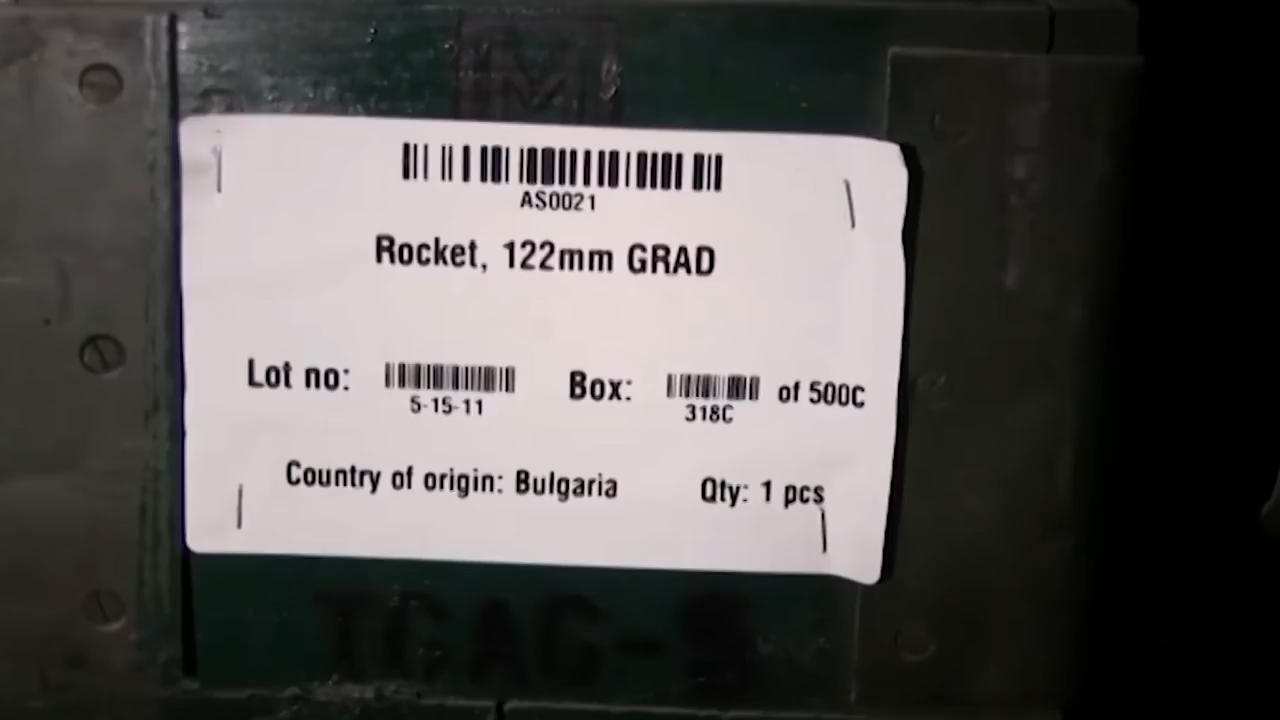 AS0021
Rocket, 122mm GRAD
Lot no: 5-15-11 Box: 318C of 500C
Country of origin: Bulgaria Qty: 1 pcs